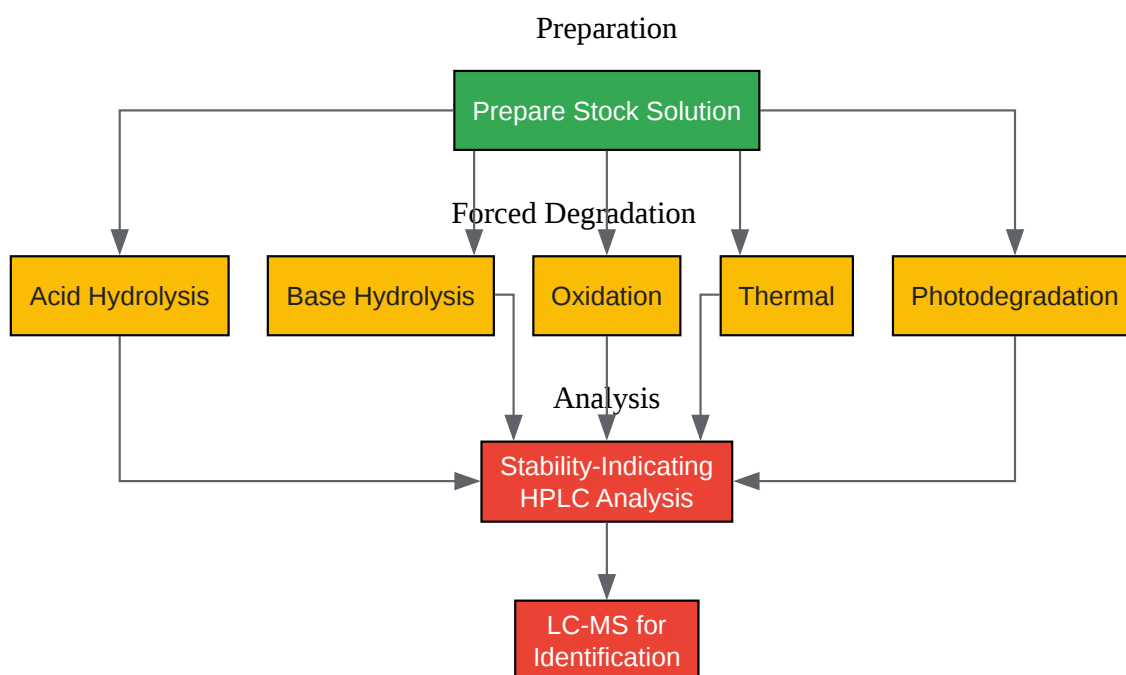 Preparation
Prepare Stock Solution
Forced Degradation
Acid Hydrolysis
Base Hydrolysis
Oxidation
Thermal
Photodegradation
Analysis
Stability-Indicating
HPLC Analysis
LC-MS for
Identification